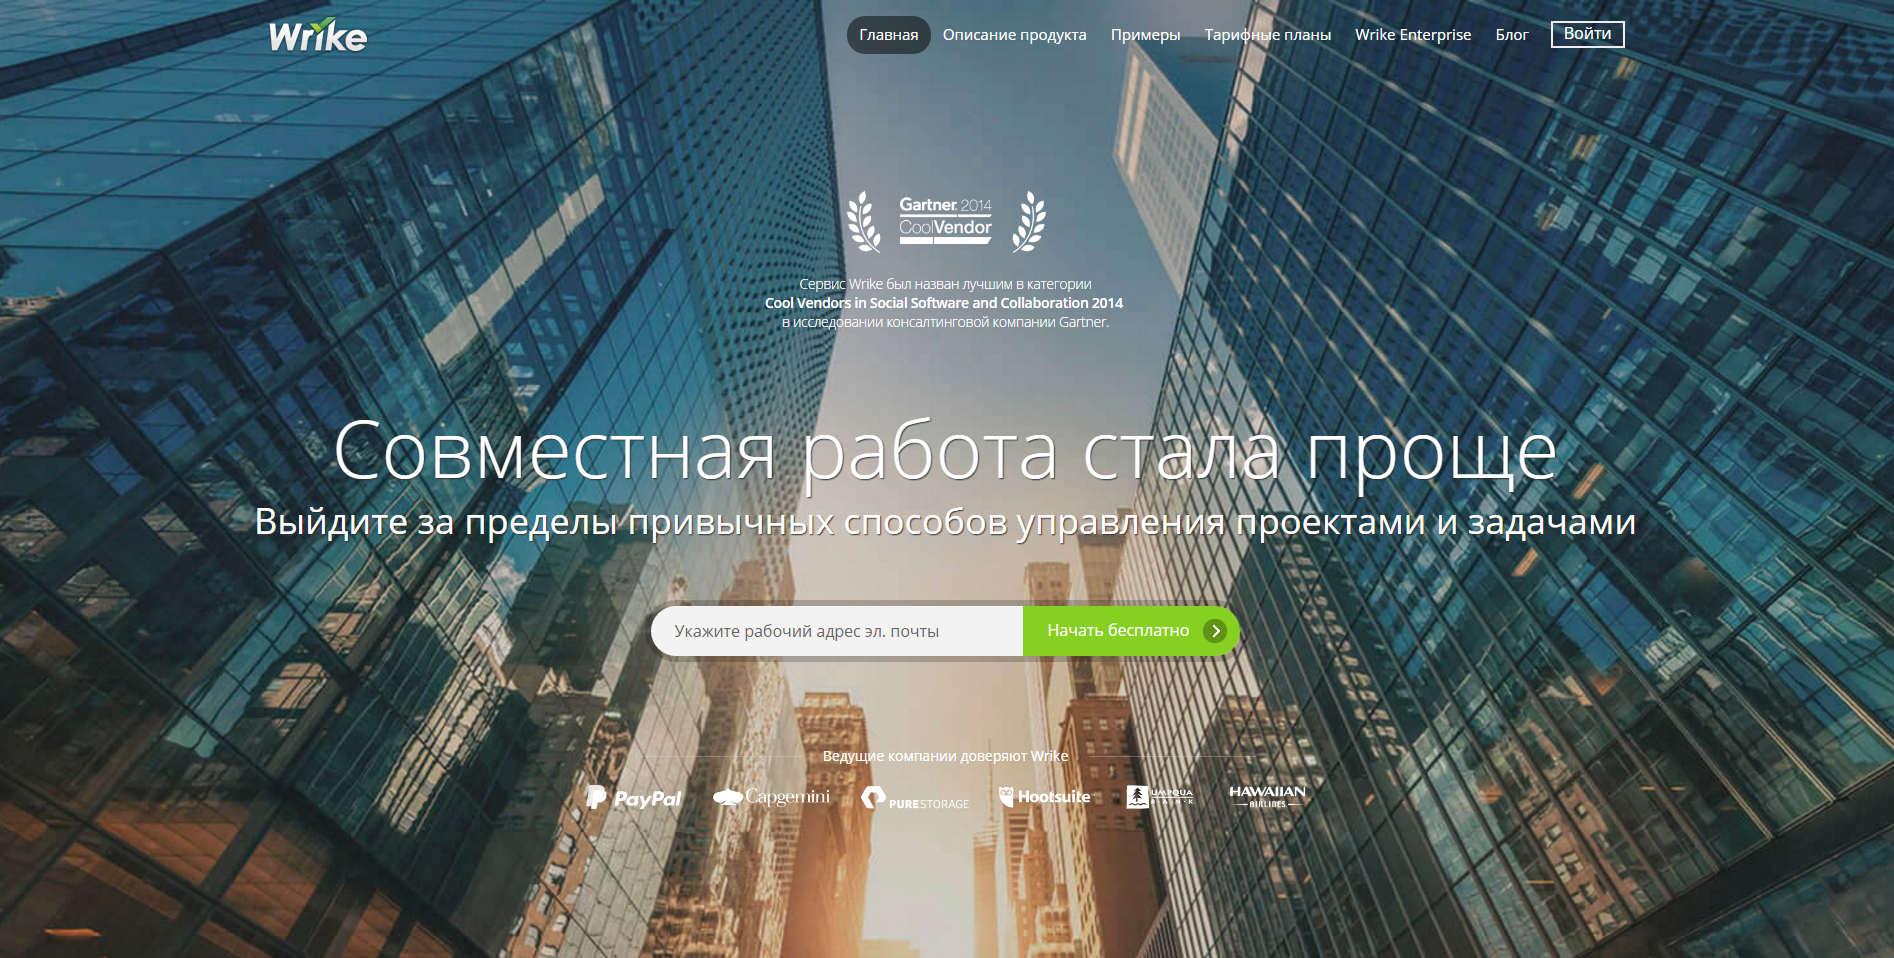 Wrike
Главная Описание продукта Примеры Тарифные планы Wrike Enterprise Блог Войти
Gartner 2014
CoolVendor
Сервис Wrike был назван лучшим в категории
Cool Vendors in Social Software and Collaboration 2014
в исследовании консалтинговой компании Gartner.
Совместная работа стала проще
Выйдите за пределы привычных способов управления проектами и задачами
Укажите рабочий адрес эл. почты Начать бесплатно
Ведущие компании доверяют Wrike
PayPal Capgemini PURESTORAGE Hootsuite UMPQUA BANK HAWAIIAN AIRLINES